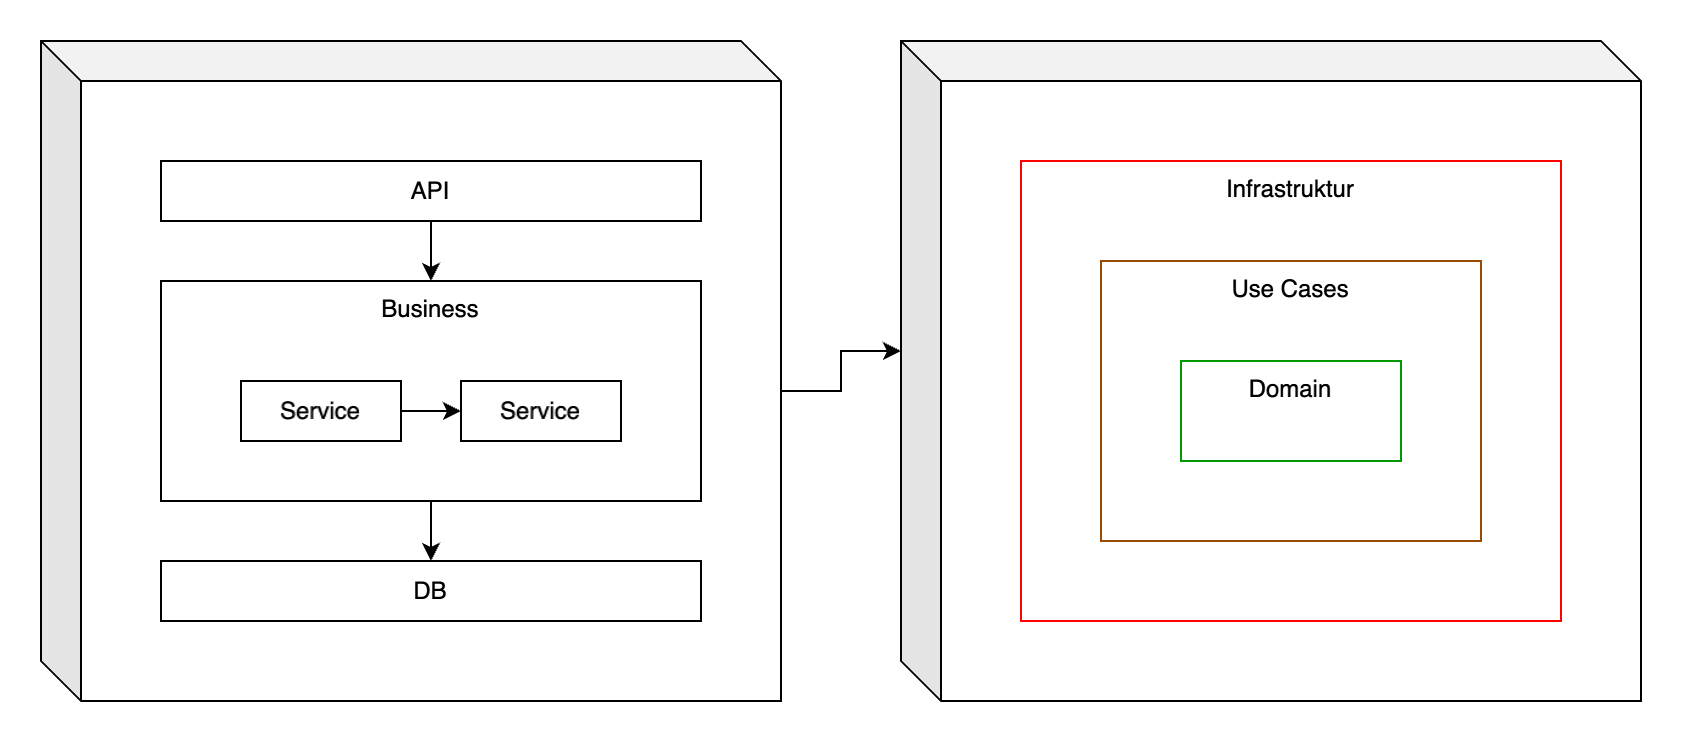 API
Business
Service
Service
DB
Infrastruktur
Use Cases
Domain